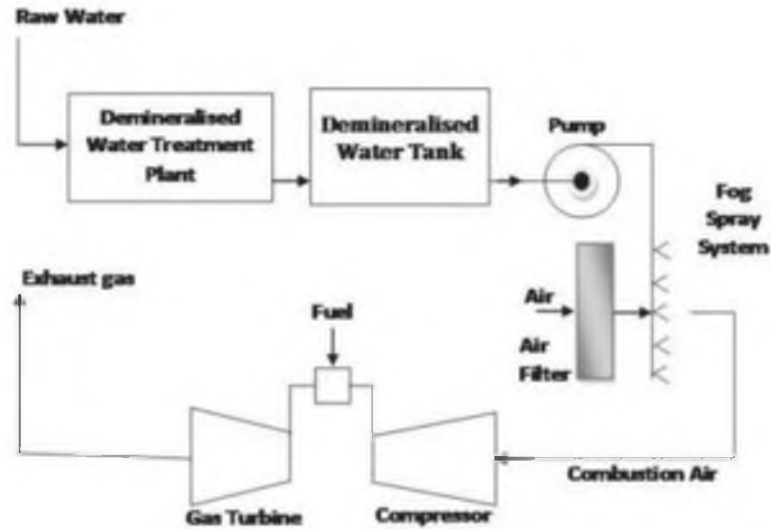 Raw Water
Demineralised
Water Treatment
Plant
Demineralised
Water Tank
Pump
Fog
Spray
System
Exhaust gas
Fuel
Air
Air
Filter
Combustion Air
Gas Turbine
Compressor